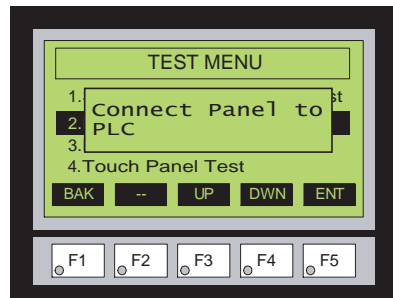 TEST MENU
1. st
Connect Panel to
2. PLC
3.
4.Touch Panel Test
BAK -- UP DWN ENT
F1 F2 F3 F4 F5